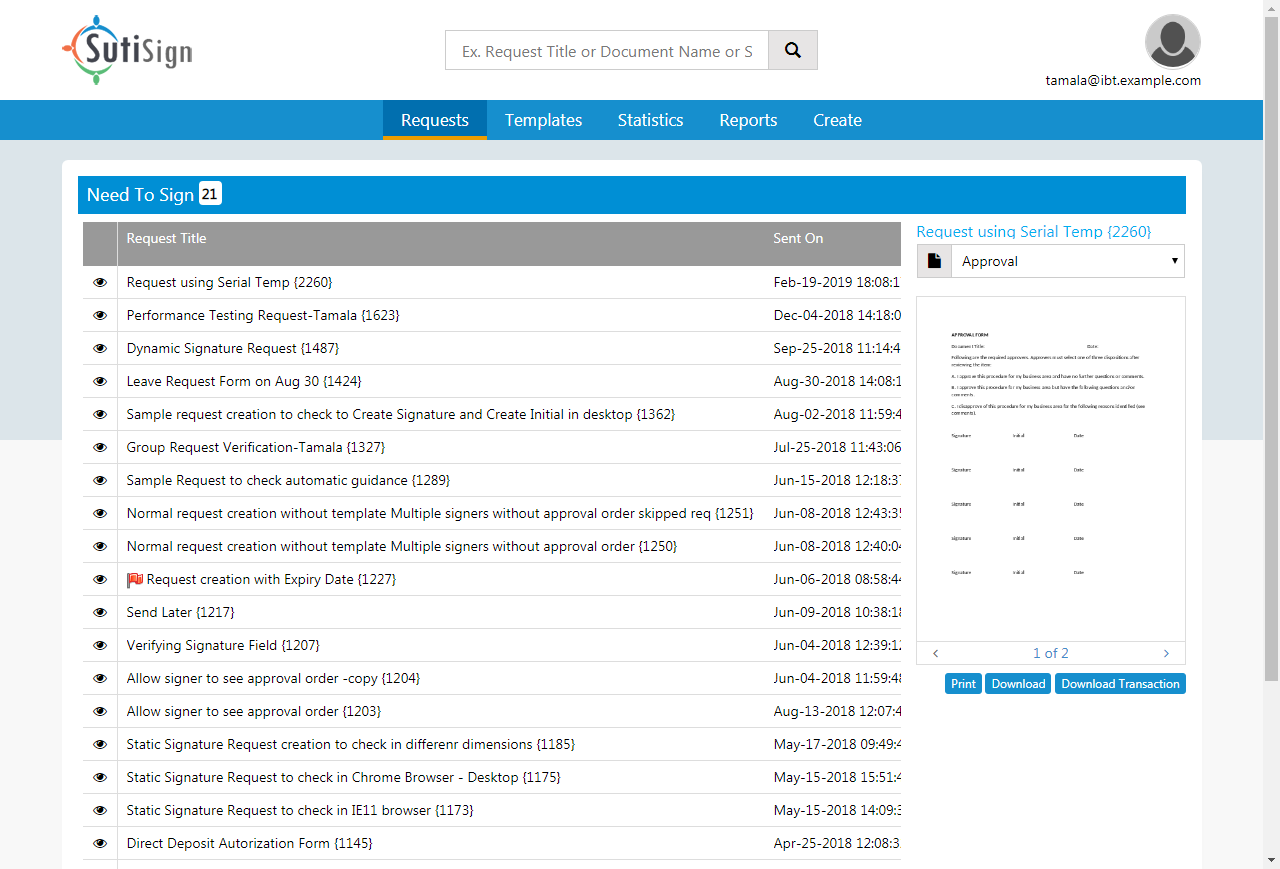 SutiSign
Ex. Request Title or Document Name or S
tamala@ibt.example.com
Requests Templates Statistics Reports Create
Need To Sign 21
Request Title Sent On
Request using Serial Temp {2260} Feb-19-2019 18:08:1
Performance Testing Request-Tamala {1623} Dec-04-2018 14:18:0
Dynamic Signature Request {1487} Sep-25-2018 11:14:4
Leave Request Form on Aug 30 {1424} Aug-30-2018 14:08:1
Sample request creation to check to Create Signature and Create Initial in desktop {1362} Aug-02-2018 11:59:4
Group Request Verification-Tamala {1327} Jul-25-2018 11:43:06
Sample Request to check automatic guidance {1289} Jun-15-2018 12:18:37
Normal request creation without template Multiple signers without approval order skipped req {1251} Jun-08-2018 12:43:35
Normal request creation without template Multiple signers without approval order {1250} Jun-08-2018 12:40:04
Request creation with Expiry Date {1227} Jun-06-2018 08:58:44
Send Later {1217} Jun-09-2018 10:38:18
Verifying Signature Field {1207} Jun-04-2018 12:39:12
Allow signer to see approval order -copy {1204} Jun-04-2018 11:59:48
Allow signer to see approval order {1203} Aug-13-2018 12:07:4
Static Signature Request creation to check in differenr dimensions {1185} May-17-2018 09:49:4
Static Signature Request to check in Chrome Browser - Desktop {1175} May-15-2018 15:51:4
Static Signature Request to check in IE11 browser {1173} May-15-2018 14:09:3
Direct Deposit Autorization Form {1145} Apr-25-2018 12:08:3
Request using Serial Temp {2260}
Approval
APPROVAL FORM
Document Title: Date:
Following are the required approvers. Approvers must select one of three dispositions after
reviewing the item:
A. I approve this procedure for my business area and have no further questions or comments.
B. I approve this procedure for my business area but have the following questions and/or
comments.
C. I disapprove of this procedure for my business area for the following reasons identified (see
comments).
Signature Initial Date
Signature Initial Date
Signature Initial Date
Signature Initial Date
Signature Initial Date
1 of 2
Print Download Download Transaction